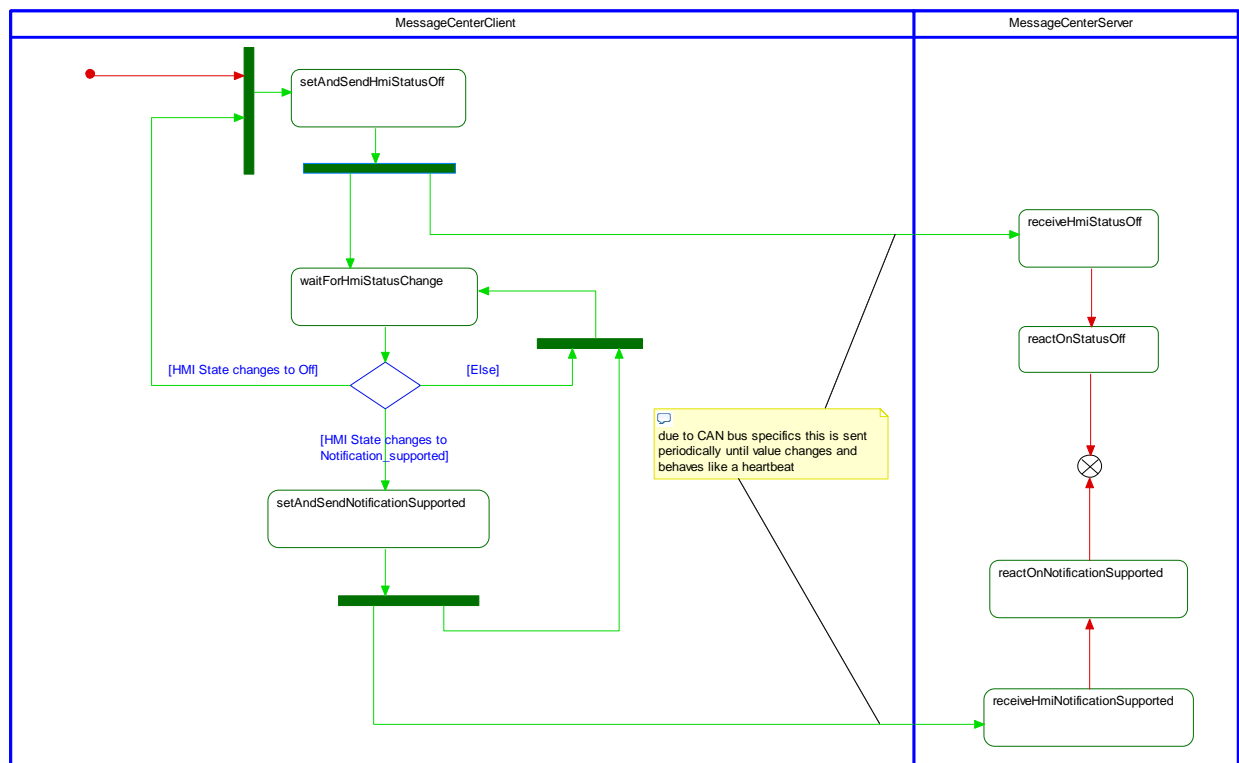 MessageCenterClient
MessageCenterServer
setAndSendHmiStatusOff
receiveHmiStatusOff
waitForHmiStatusChange
reactOnStatusOff
[HMI State changes to Off]
[Else]
[HMI State changes to
Notification_supported]
due to CAN bus specifics this is sent
periodically until value changes and
behaves like a heartbeat
setAndSendNotificationSupported
reactOnNotificationSupported
receiveHmiNotificationSupported